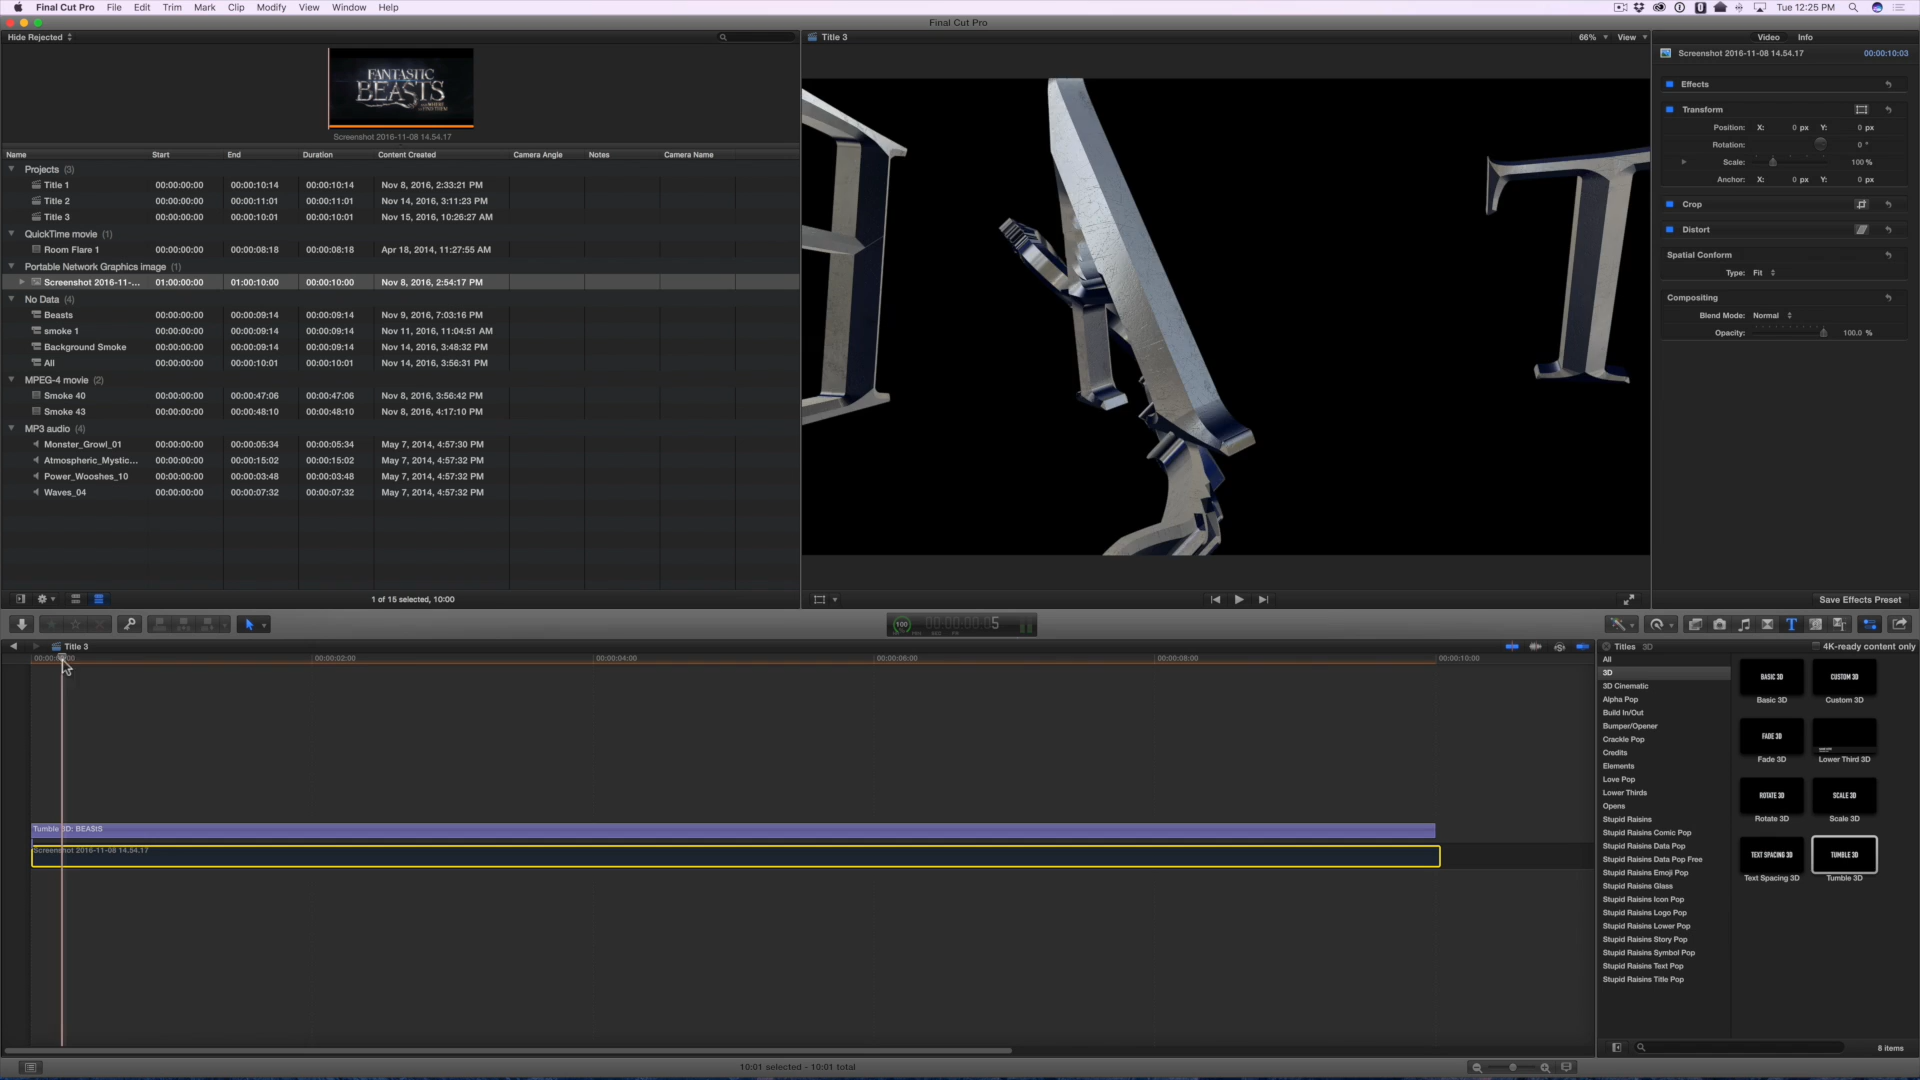 Final Cut Pro File Edit Trim Mark Clip Modify View Window Help Tue 12:25 PM
Final Cut Pro
Hide Rejected
FANTASTIC
BEASTS
Screenshot 2016-11-08 14.54.17
Name Start End Duration Content Created Camera Angle Notes Camera Name
Projects (3)
Title 1 00:00:00:00 00:00:10:14 00:00:10:14 Nov 8, 2016, 2:33:21 PM
Title 2 00:00:00:00 00:00:11:01 00:00:11:01 Nov 14, 2016, 3:11:23 PM
Title 3 00:00:00:00 00:00:10:01 00:00:10:01 Nov 15, 2016, 10:26:27 AM
QuickTime movie (1)
Room Flare 1 00:00:00:00 00:00:08:18 00:00:08:18 Apr 18, 2014, 11:27:55 AM
Portable Network Graphics image (1)
Screenshot 2016-11-... 01:00:00:00 01:00:10:00 00:00:10:00 Nov 8, 2016, 2:54:17 PM
No Data (4)
Beasts 00:00:00:00 00:00:09:14 00:00:09:14 Nov 9, 2016, 7:03:16 PM
smoke 1 00:00:00:00 00:00:09:14 00:00:09:14 Nov 11, 2016, 11:04:51 AM
Background Smoke 00:00:00:00 00:00:09:14 00:00:09:14 Nov 14, 2016, 3:48:32 PM
All 00:00:00:00 00:00:10:01 00:00:10:01 Nov 14, 2016, 3:56:31 PM
MPEG-4 movie (2)
Smoke 40 00:00:00:00 00:00:47:06 00:00:47:06 Nov 8, 2016, 3:56:42 PM
Smoke 43 00:00:00:00 00:00:48:10 00:00:48:10 Nov 8, 2016, 4:17:10 PM
MP3 audio (4)
Monster_Growl_01 00:00:00:00 00:00:05:34 00:00:05:34 May 7, 2014, 4:57:30 PM
Atmospheric_Mystic... 00:00:00:00 00:00:15:02 00:00:15:02 May 7, 2014, 4:57:32 PM
Power_Wooshes_10 00:00:00:00 00:00:03:48 00:00:03:48 May 7, 2014, 4:57:32 PM
Waves_04 00:00:00:00 00:00:07:32 00:00:07:32 May 7, 2014, 4:57:32 PM
1 of 15 selected, 10:00
Title 3 66% View
Video Info
Screenshot 2016-11-08 14.54.17 00:00:10:03
Effects
Transform
Position: X: 0 px Y: 0 px
Rotation: 0 °
Scale: 100 %
Anchor: X: 0 px Y: 0 px
Crop
Distort
Spatial Conform
Type: Fit
Compositing
Blend Mode: Normal
Opacity: 100.0 %
Save Effects Preset
100 5
Title 3
00:00:02:00 00:00:04:00 00:00:06:00 00:00:08:00 00:00:10:00
Tumble 3D: BEASTS
Screenshot 2016-11-08 14.54.17
10:01 selected - 10:01 total
Titles 3D 4K-ready content only
All
3D
3D Cinematic
Alpha Pop
Build In/Out
Bumper/Opener
Crackle Pop
Credits
Elements
Love Pop
Lower Thirds
Opens
Stupid Raisins
Stupid Raisins Comic Pop
Stupid Raisins Data Pop
Stupid Raisins Data Pop Free
Stupid Raisins Emoji Pop
Stupid Raisins Glass
Stupid Raisins Icon Pop
Stupid Raisins Logo Pop
Stupid Raisins Lower Pop
Stupid Raisins Story Pop
Stupid Raisins Symbol Pop
Stupid Raisins Text Pop
Stupid Raisins Title Pop
BASIC 3D CUSTOM 3D
Basic 3D Custom 3D
FADE 3D
Fade 3D Lower Third 3D
ROTATE 3D SCALE 3D
Rotate 3D Scale 3D
TEXT SPACING 3D TUMBLE 3D
Text Spacing 3D Tumble 3D
8 items